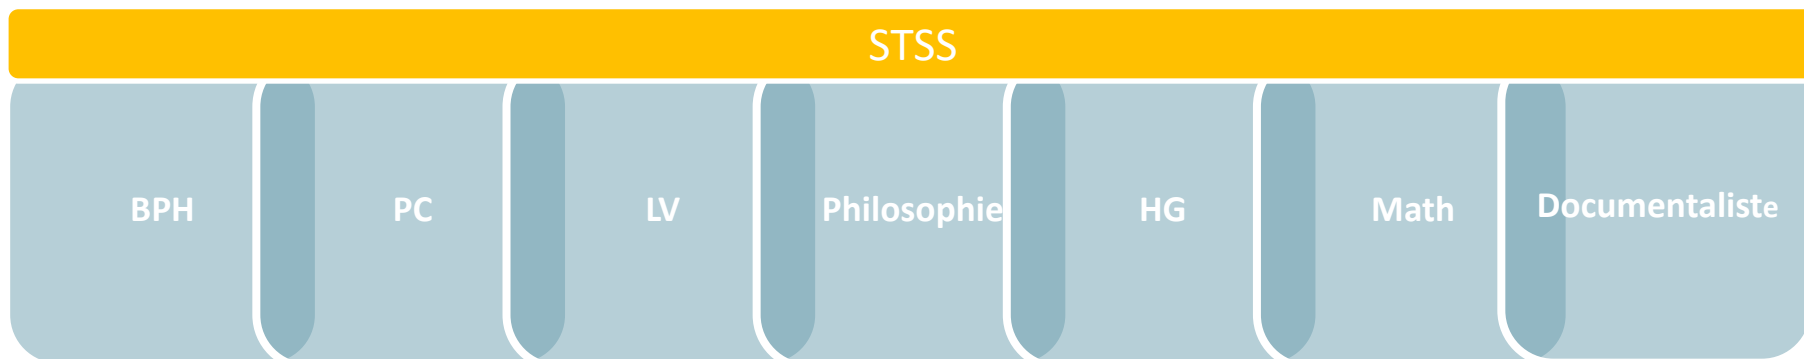 STSS
BPH
PC
LV
Philosophie
HG
Math
Documentaliste